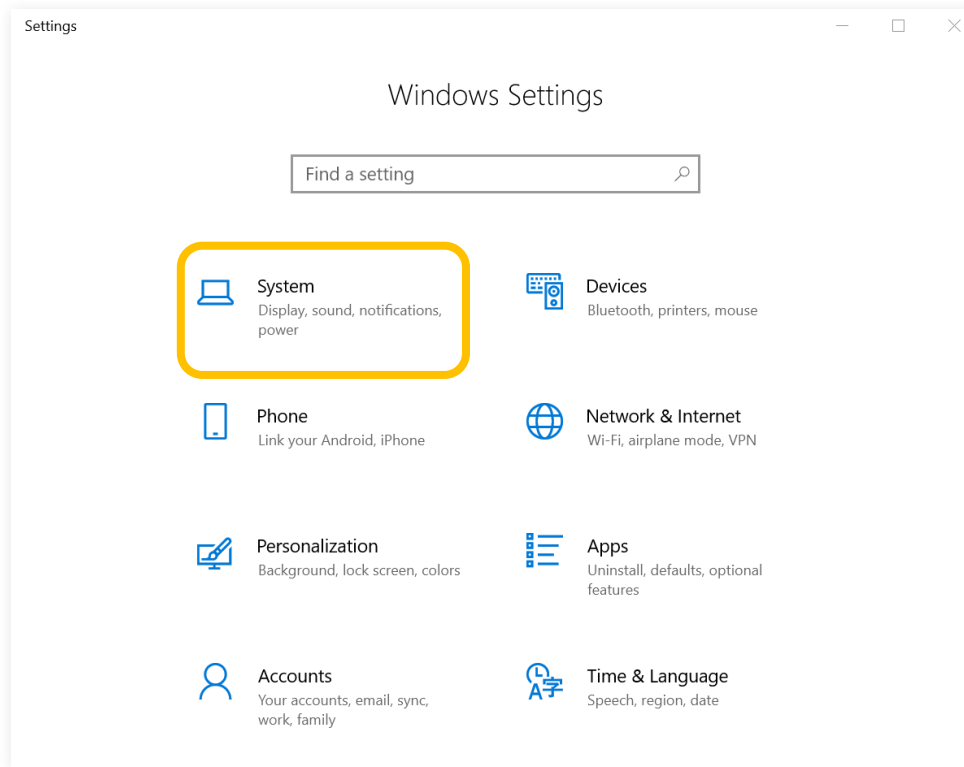 Settings
Windows Settings
Find a setting
System
Display, sound, notifications,
power
Devices
Bluetooth, printers, mouse
Phone
Link your Android, iPhone
Network & Internet
Wi-Fi, airplane mode, VPN
Personalization
Background, lock screen, colors
Apps
Uninstall, defaults, optional
features
Accounts
Your accounts, email, sync,
work, family
Time & Language
Speech, region, date